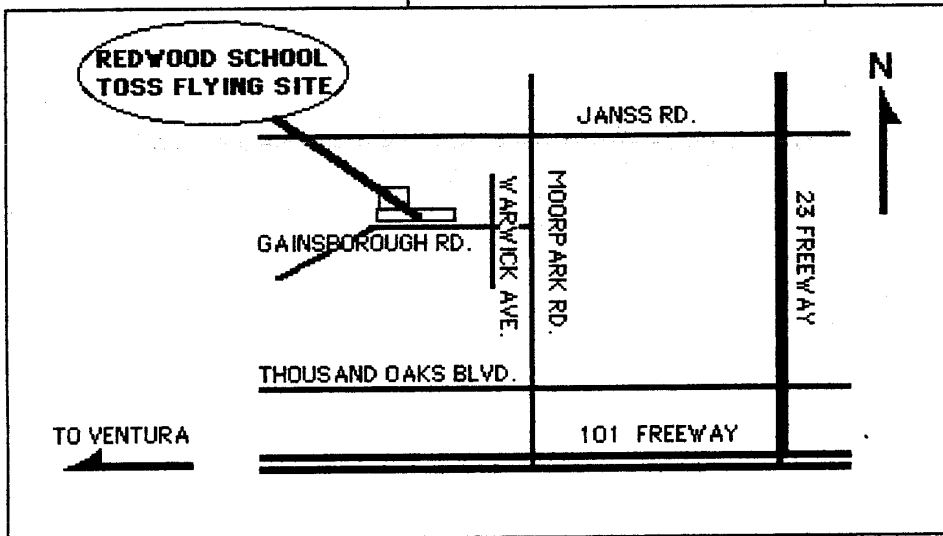 REDWOOD SCHOOL
TOSS FLYING SITE
N
JANSS RD.
WARWICK AVE.
MOORPARK RD.
23 FREEWAY
GAINSBOROUGH RD.
THOUSAND OAKS BLVD.
TO VENTURA
101 FREEWAY